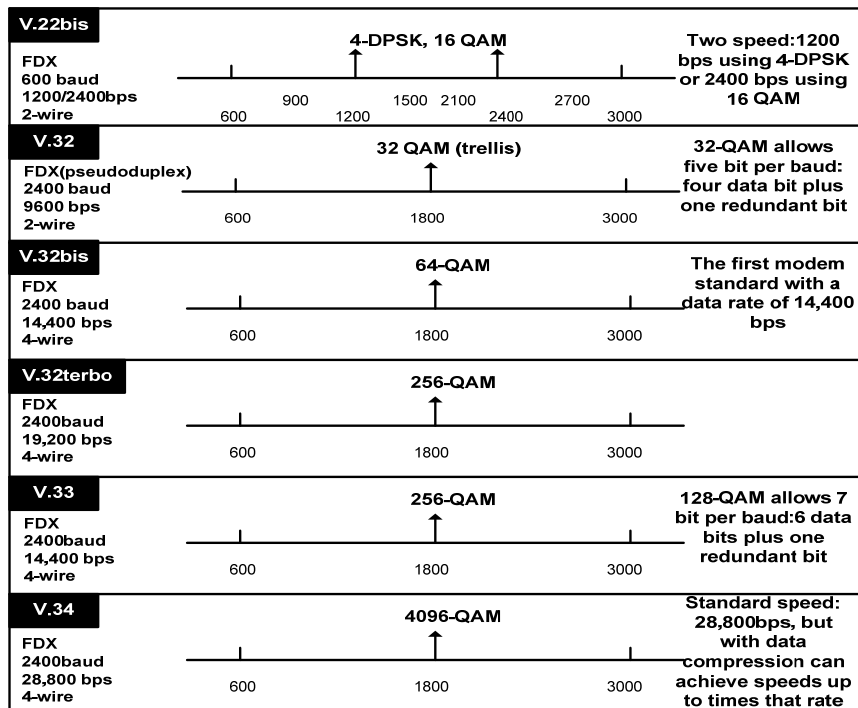 V.22bis
FDX
600 baud
1200/2400bps
2-wire
4-DPSK, 16 QAM
600 900 1200 1500 2100 2400 2700 3000
Two speed:1200
bps using 4-DPSK
or 2400 bps using
16 QAM
V.32
FDX(pseudoduplex)
2400 baud
9600 bps
2-wire
32 QAM (trellis)
600 1800 3000
32-QAM allows
five bit per baud:
four data bit plus
one redundant bit
V.32bis
FDX
2400 baud
14,400 bps
4-wire
64-QAM
600 1800 3000
The first modem
standard with a
data rate of 14,400
bps
V.32terbo
FDX
2400baud
19,200 bps
4-wire
256-QAM
600 1800 3000
V.33
FDX
2400baud
14,400 bps
4-wire
256-QAM
600 1800 3000
128-QAM allows 7
bit per baud:6 data
bits plus one
redundant bit
V.34
FDX
2400baud
28,800 bps
4-wire
4096-QAM
600 1800 3000
Standard speed:
28,800bps, but
with data
compression can
achieve speeds up
to times that rate